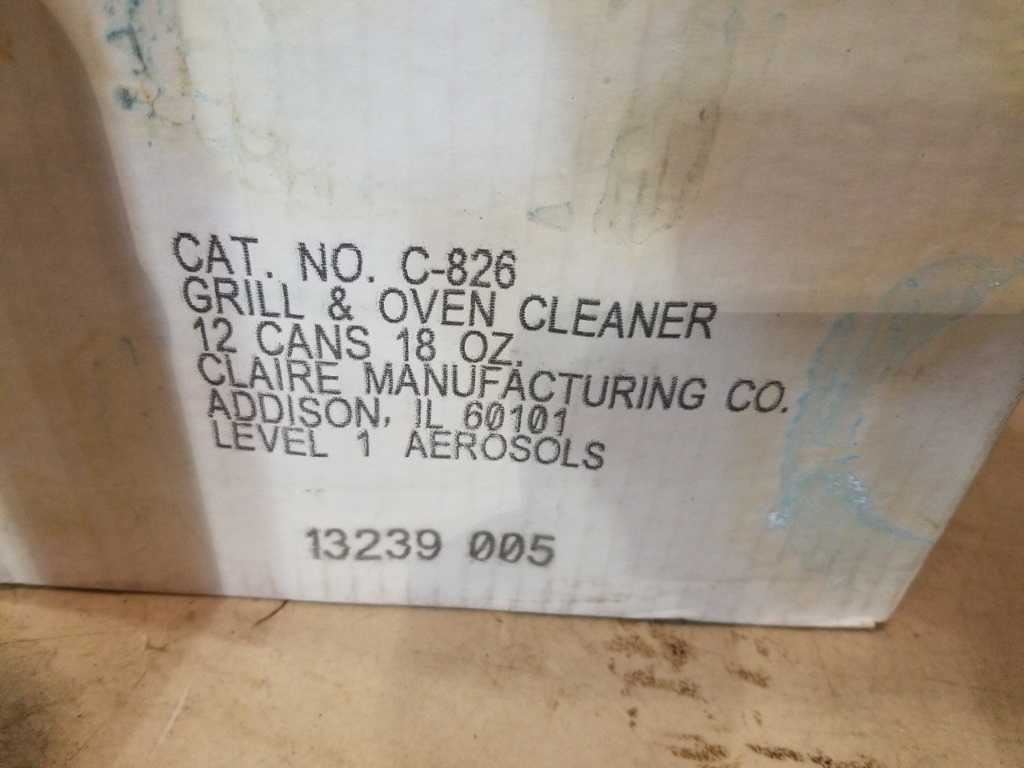 CAT. NO. C-826
GRILL & OVEN CLEANER
12 CANS 18 OZ.
CLAIRE MANUFACTURING CO.
ADDISON, IL 60101
LEVEL 1 AEROSOLS
13239 005